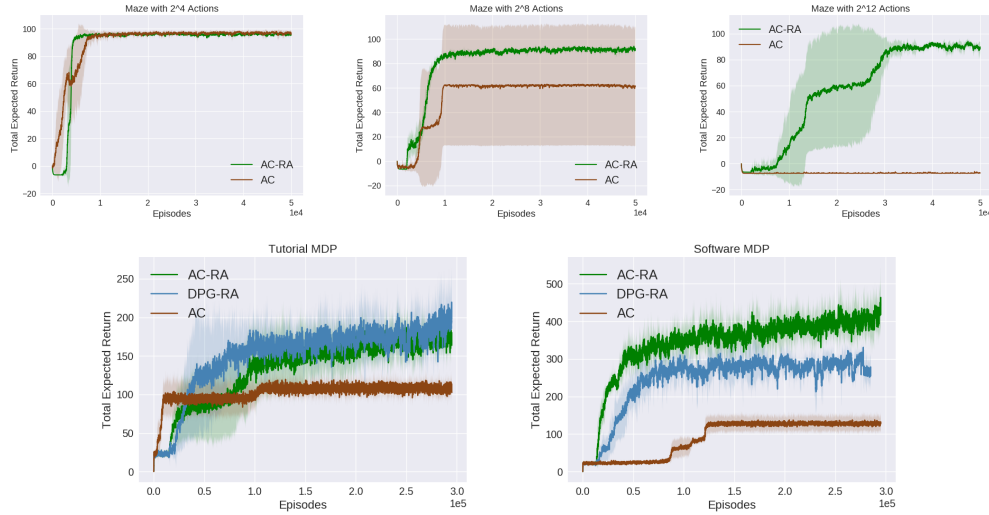 Maze with 2^4 Actions
100
80
60
40
20
0
−20
Total Expected Return
AC-RA
AC
0 1 2 3 4 5
1e4
Episodes
Maze with 2^8 Actions
100
80
60
40
20
0
−20
Total Expected Return
AC-RA
AC
0 1 2 3 4 5
1e4
Episodes
Maze with 2^12 Actions
AC-RA
AC
100
80
60
40
20
0
−20
Total Expected Return
0 1 2 3 4 5
1e4
Episodes
Tutorial MDP
AC-RA
DPG-RA
AC
250
200
150
100
50
0
Total Expected Return
0.0 0.5 1.0 1.5 2.0 2.5 3.0
1e5
Episodes
Software MDP
AC-RA
DPG-RA
AC
500
400
300
200
100
0
Total Expected Return
0.0 0.5 1.0 1.5 2.0 2.5 3.0
1e5
Episodes